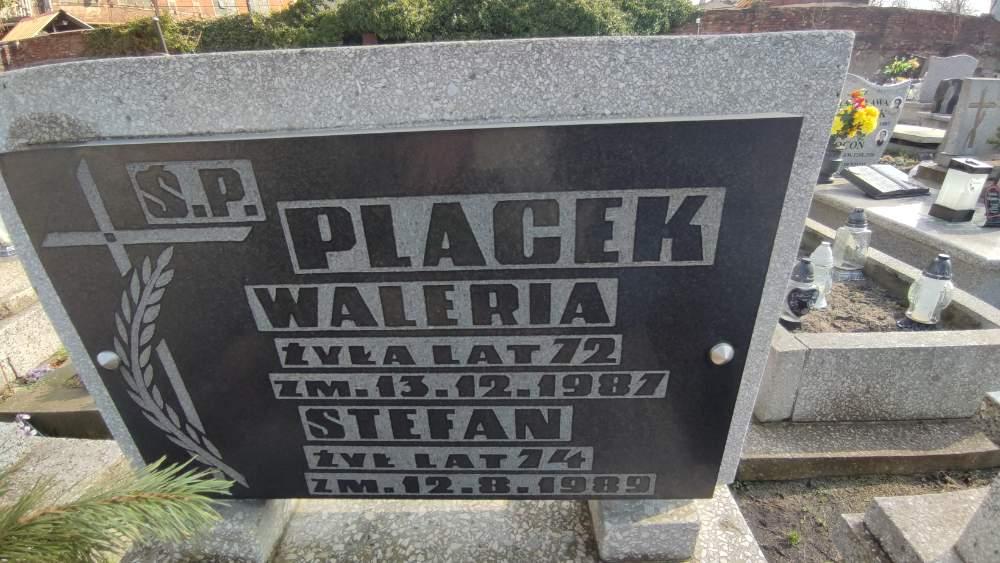 Ś.P.
PLACEK
WALERIA
ŻYŁA LAT 72
ZM. 13.12.1987
STEFAN
ŻYŁ LAT 74
ZM. 12.8.1989